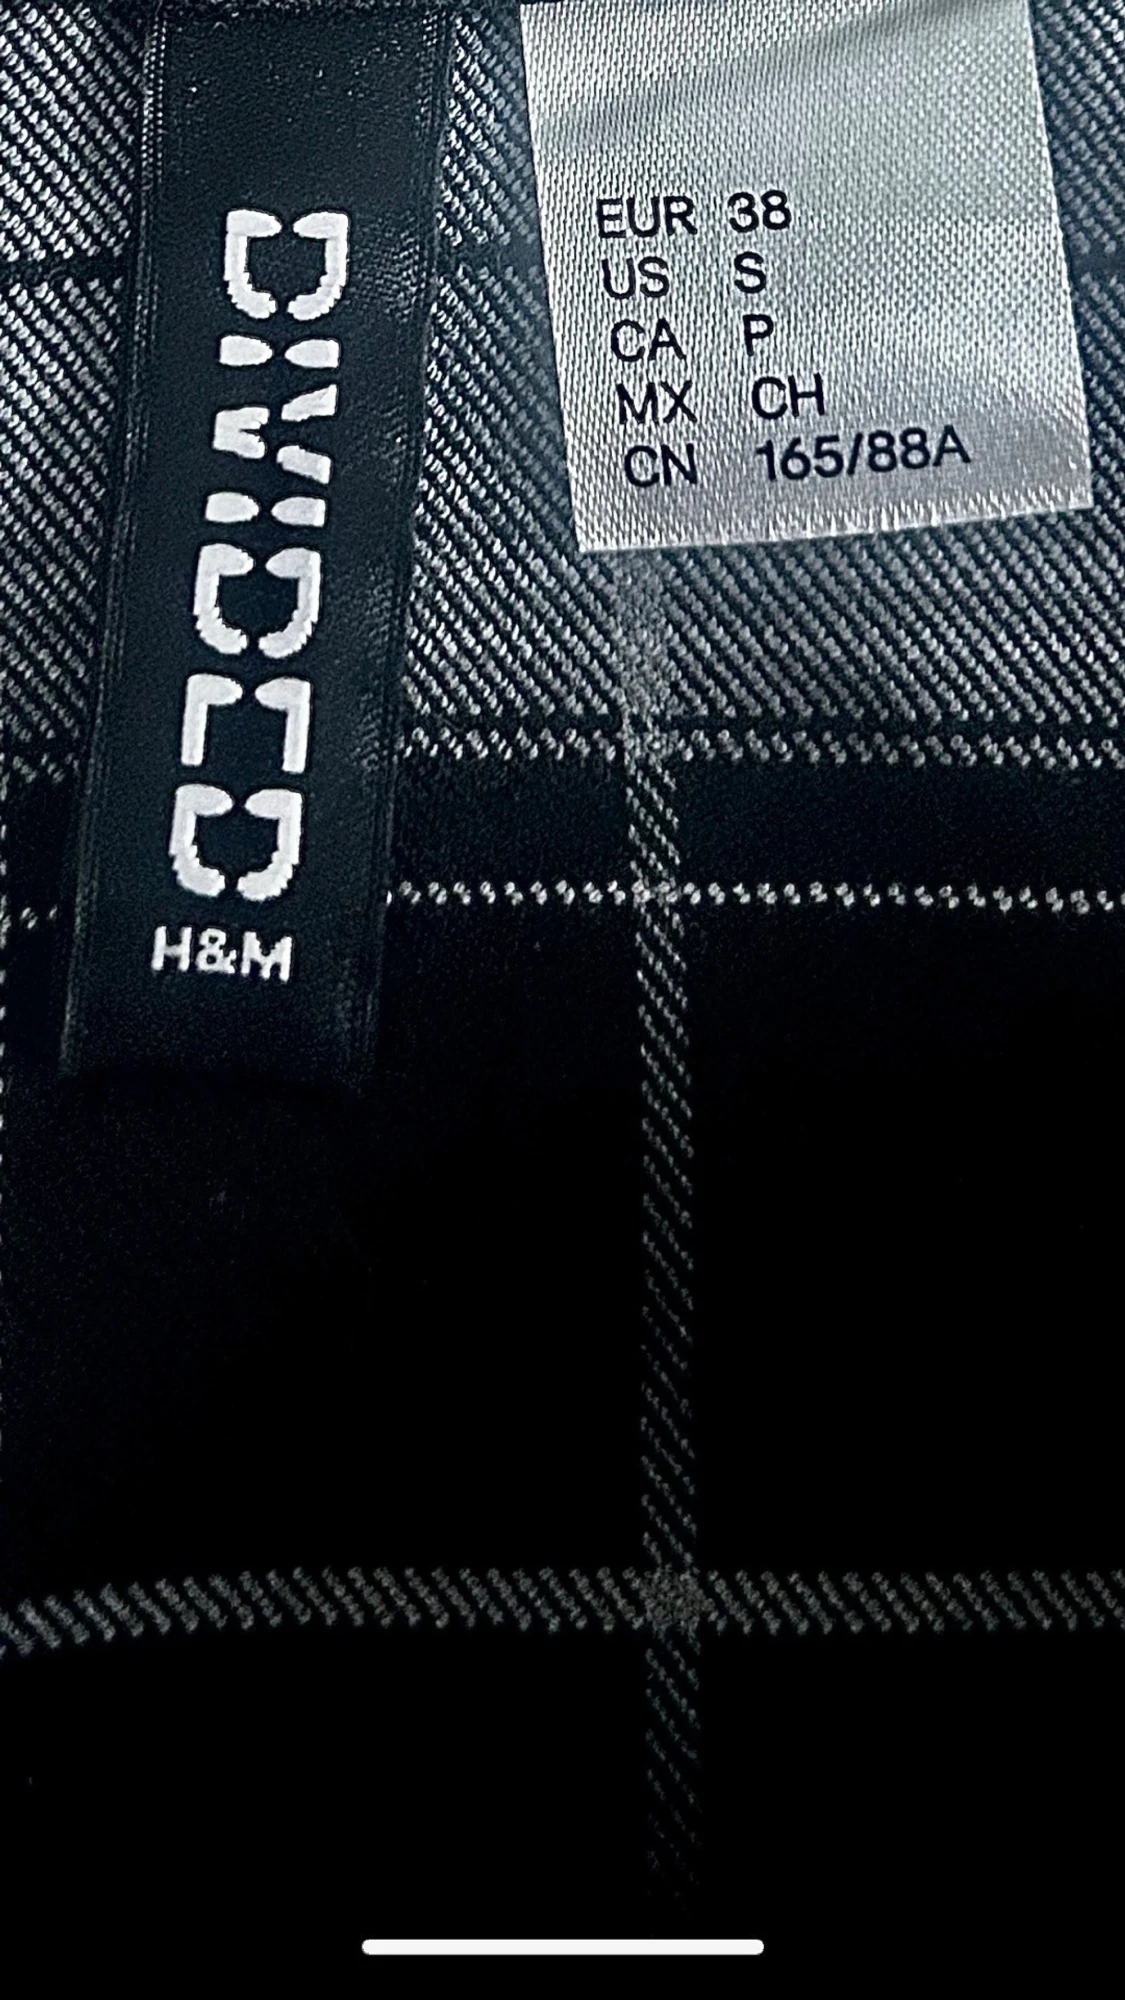 DIVIDED
H&M
EUR 38
US S
CA P
MX CH
CN 165/88A